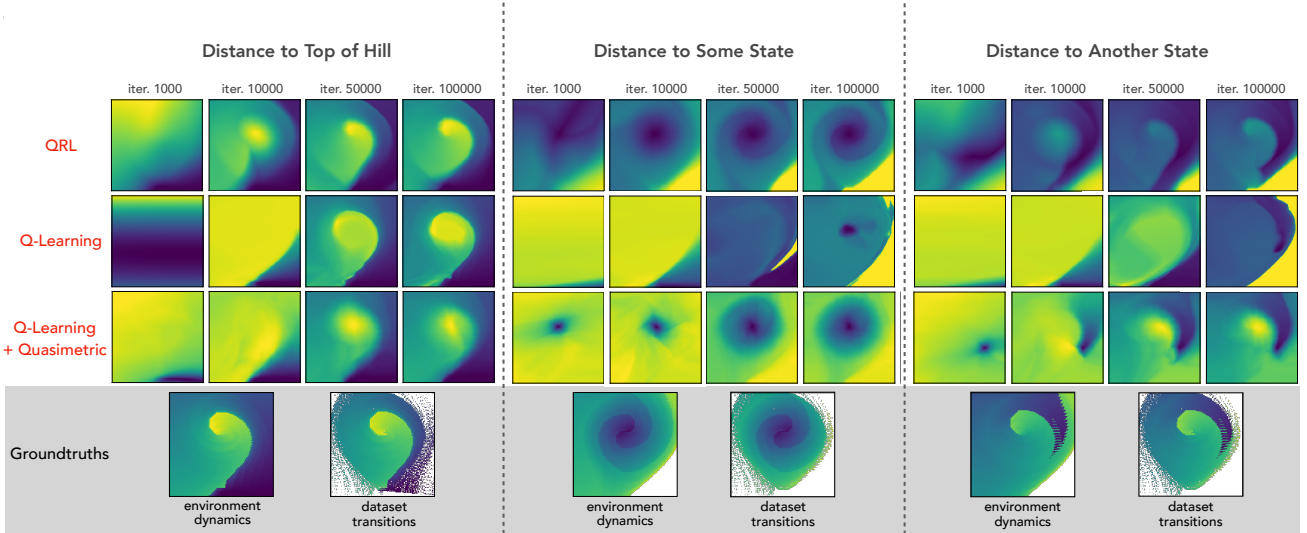 Distance to Top of Hill
Distance to Some State
Distance to Another State
iter. 1000
iter. 10000
iter. 50000
iter. 100000
iter. 1000
iter. 10000
iter. 50000
iter. 100000
iter. 1000
iter. 10000
iter. 50000
iter. 100000
QRL
Q-Learning
Q-Learning
+ Quasimetric
Groundtruths
environment
dynamics
dataset
transitions
environment
dynamics
dataset
transitions
environment
dynamics
dataset
transitions